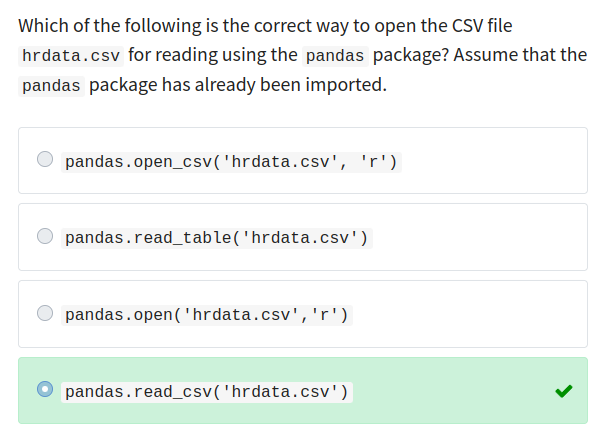 Which of the following is the correct way to open the CSV file
hrdata.csv for reading using the pandas package? Assume that the
pandas package has already been imported.
pandas.open_csv('hrdata.csv', 'r')
pandas.read_table('hrdata.csv')
pandas.open('hrdata.csv','r')
pandas.read_csv('hrdata.csv')